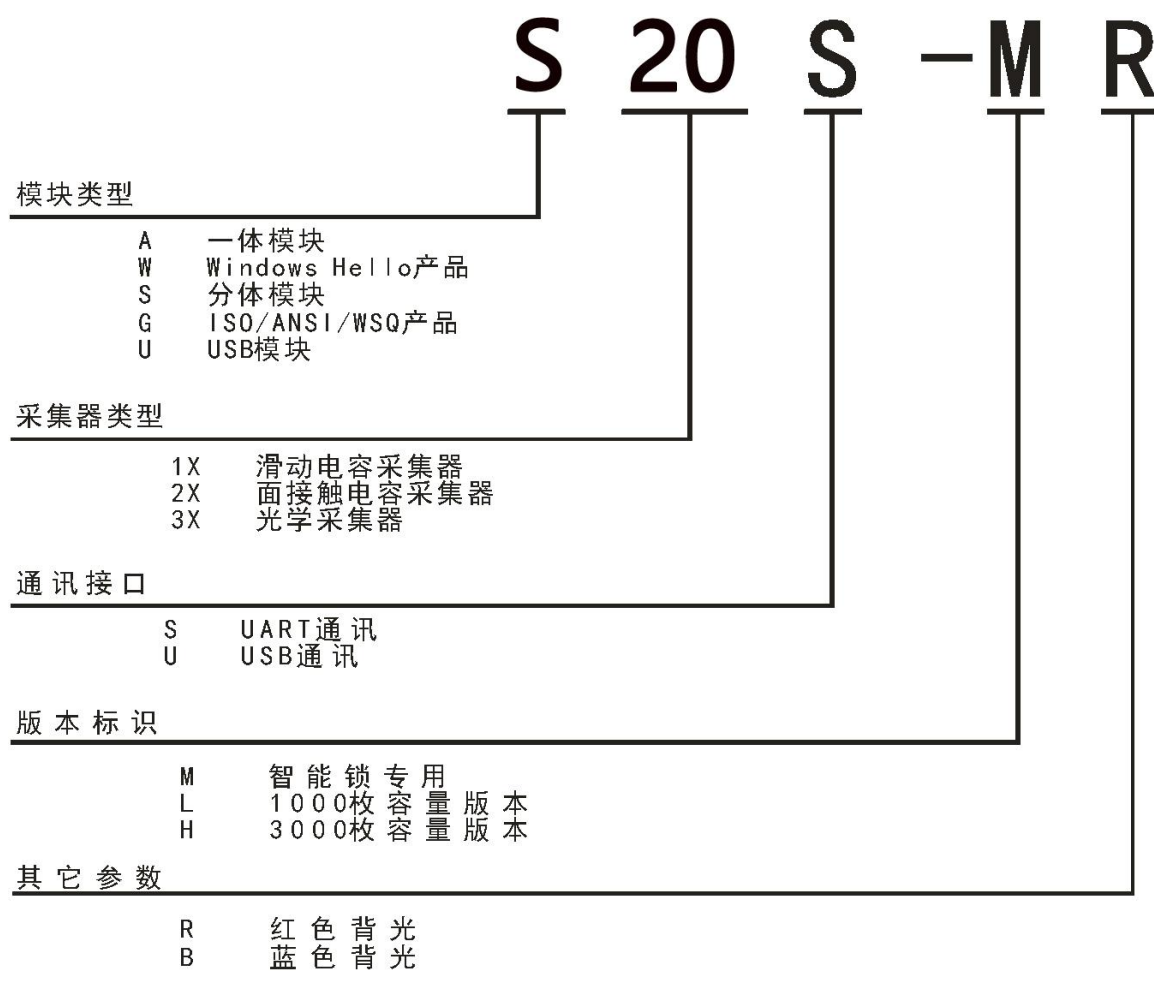 S 20 S -M R
模块类型
A 一体模块
W Windows Hello产品
S 分体模块
G ISO/ANSI/WSQ产品
U USB模块
采集器类型
1X 滑动电容采集器
2X 面接触电容采集器
3X 光学采集器
通讯接口
S UART通讯
U USB通讯
版本标识
M 智能锁专用
L 1000枚容量版本
H 3000枚容量版本
其它参数
R 红色背光
B 蓝色背光